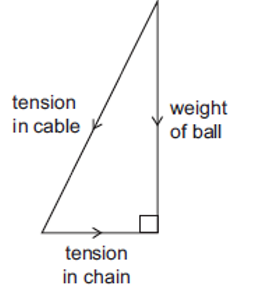 tension
in cable
weight
of ball
tension
in chain